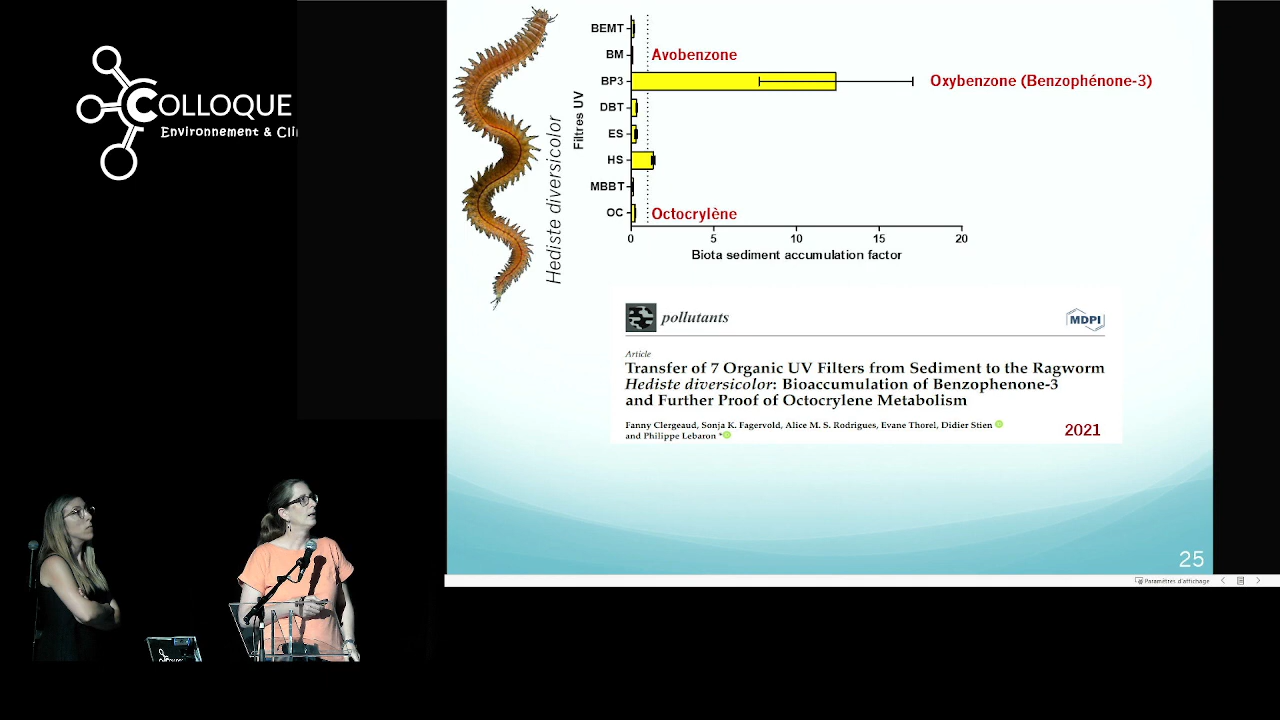 COLLOQUE
Environnement & Cli
Hediste diversicolor
Filtres UV
BEMT
BM
Avobenzone
BP3
Oxybenzone (Benzophénone-3)
DBT
ES
HS
MBBT
OC
Octocrylène
0 5 10 15 20
Biota sediment accumulation factor
pollutants
MDPI
Article
Transfer of 7 Organic UV Filters from Sediment to the Ragworm
Hediste diversicolor: Bioaccumulation of Benzophenone-3
and Further Proof of Octocrylene Metabolism
Fanny Clergeaud, Sonja K. Fagervold, Alice M. S. Rodrigues, Evane Thorel, Didier Stien
and Philippe Lebaron *
2021
25
Paramètres d'affichage